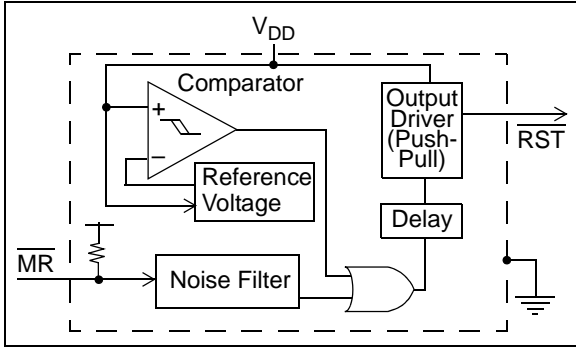 VDD
Comparator
+
−
Reference
Voltage
Output
Driver
(Push-
Pull)
RST
Delay
MR
Noise Filter